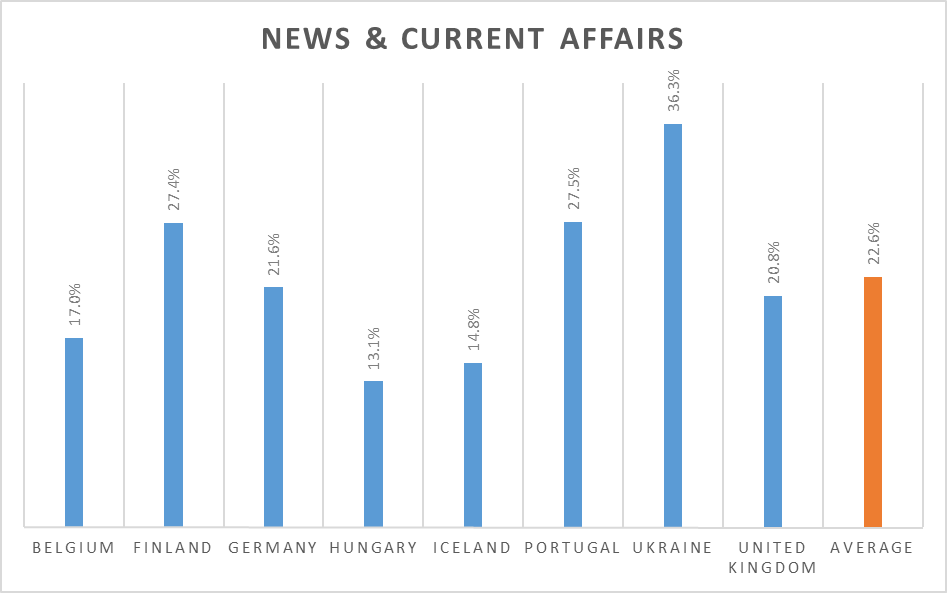 NEWS & CURRENT AFFAIRS
17.0%
27.4%
21.6%
13.1%
14.8%
27.5%
36.3%
20.8%
22.6%
BELGIUM
FINLAND
GERMANY
HUNGARY
ICELAND
PORTUGAL
UKRAINE
UNITED
KINGDOM
AVERAGE